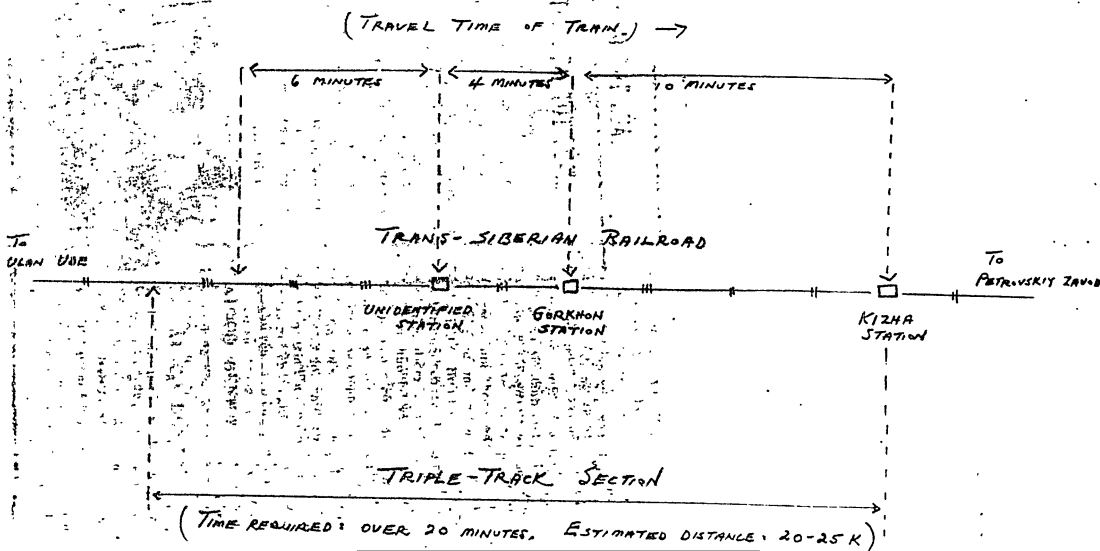 (TRAVEL TIME OF TRAIN.) →
6 MINUTES
4 MINUTES
10 MINUTES
TRANS-SIBERIAN RAILROAD
TO
ULAN UDE
TO
PETROVSKIY ZAVOD
UNIDENTIFIED
STATION
GORKHON
STATION
KIZHA
STATION
TRIPLE-TRACK SECTION
(TIME REQUIRED: OVER 20 MINUTES. ESTIMATED DISTANCE: 20-25 K)